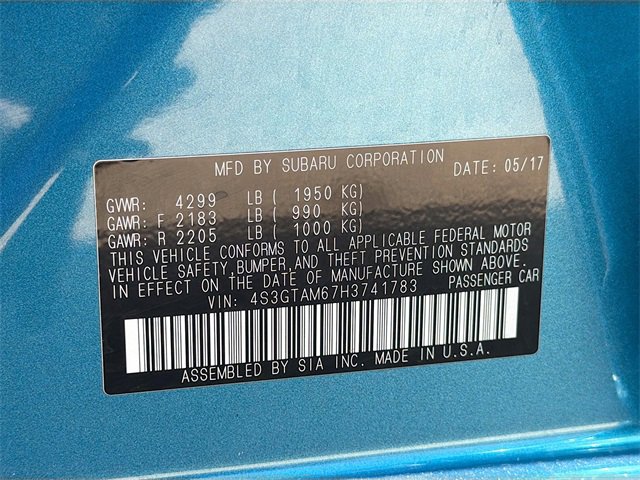 MFD BY SUBARU CORPORATION DATE: 05/17
GVWR: 4299 LB ( 1950 KG)
GAWR: F 2183 LB ( 990 KG)
GAWR: R 2205 LB ( 1000 KG)
THIS VEHICLE CONFORMS TO ALL APPLICABLE FEDERAL MOTOR
VEHICLE SAFETY,BUMPER,AND THEFT PREVENTION STANDARDS
IN EFFECT ON THE DATE OF MANUFACTURE SHOWN ABOVE.
VIN: 4S3GTAM67H3741783 PASSENGER CAR
ASSEMBLED BY SIA INC. MADE IN U.S.A.